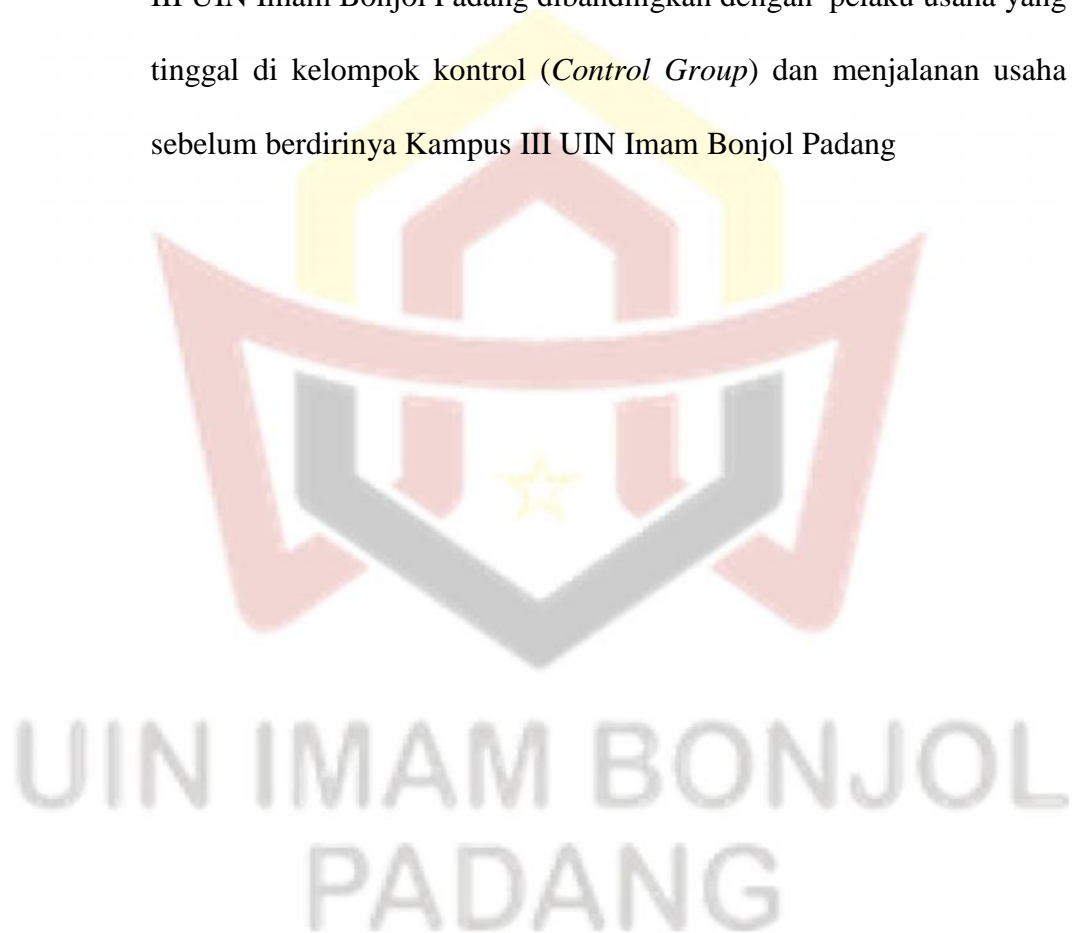 III UIN Imam Bonjol Padang dibandingkan dengan pelaku usaha yang
tinggal di kelompok kontrol (Control Group) dan menjalanan usaha
sebelum berdirinya Kampus III UIN Imam Bonjol Padang
UIN IMAM BONJOL
PADANG